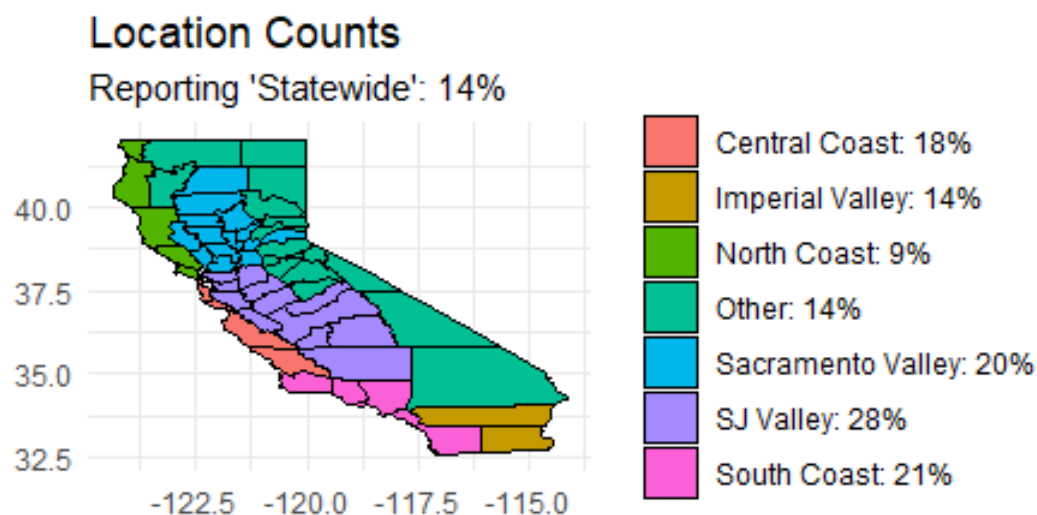 Location Counts
Reporting 'Statewide': 14%
Central Coast: 18%
Imperial Valley: 14%
North Coast: 9%
Other: 14%
Sacramento Valley: 20%
SJ Valley: 28%
South Coast: 21%
40.0
37.5
35.0
32.5
-122.5 -120.0 -117.5 -115.0